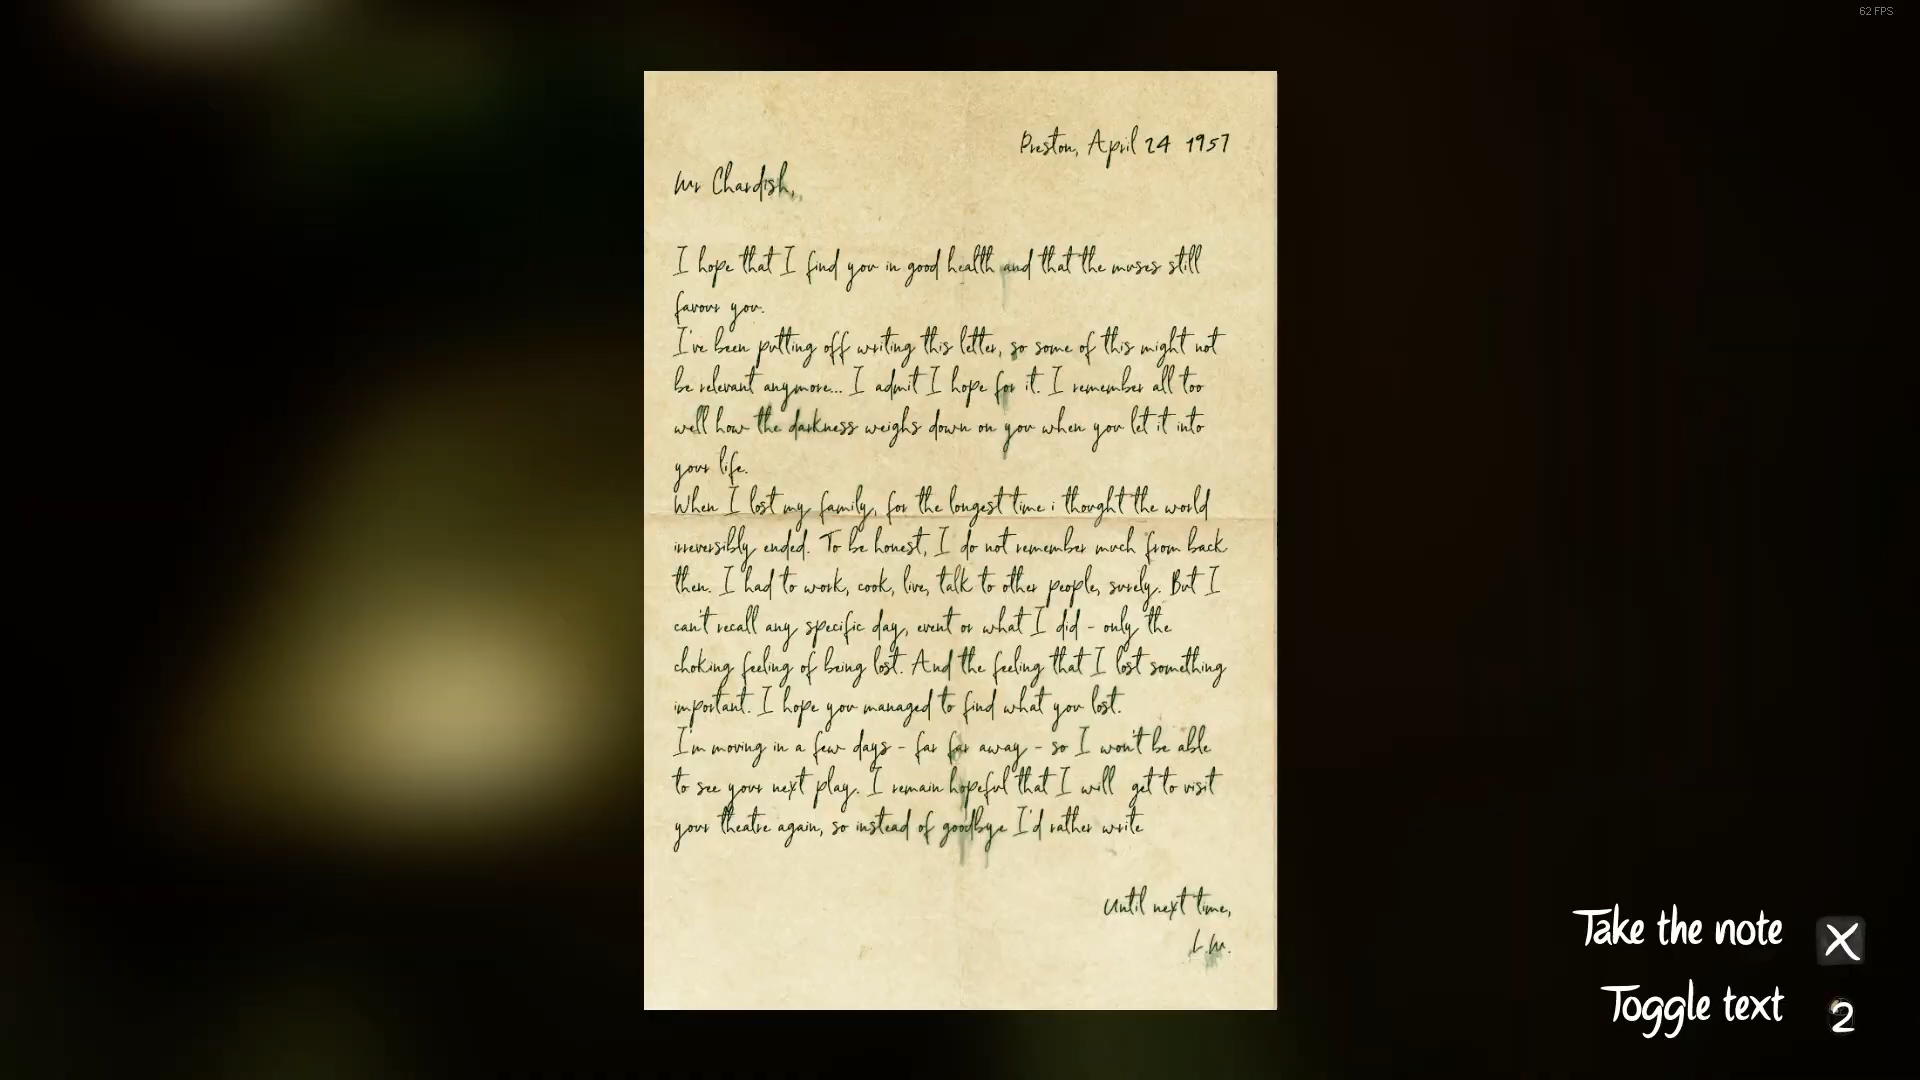 62 FPS
Preston, April 24 1957
Mr Chardish,
I hope that I find you in good health and that the muses still
favour you.
I've been putting off writing this letter, so some of this might not
be relevant anymore... I admit I hope for it. I remember all too
well how the darkness weighs down on you when you let it into
your life.
When I lost my family, for the longest time i thought the world
irreversibly ended. To be honest, I do not remember much from back
then. I had to work, cook, live, talk to other people, surely. But I
can't recall any specific day, event or what I did - only the
choking feeling of being lost. And the feeling that I lost something
important. I hope you managed to find what you lost.
I'm moving in a few days - far far away - so I won't be able
to see your next play. I remain hopeful that I will get to visit
your theatre again, so instead of goodbye I'd rather write
Until next time,
L.M.
Take the note X
Toggle text 2